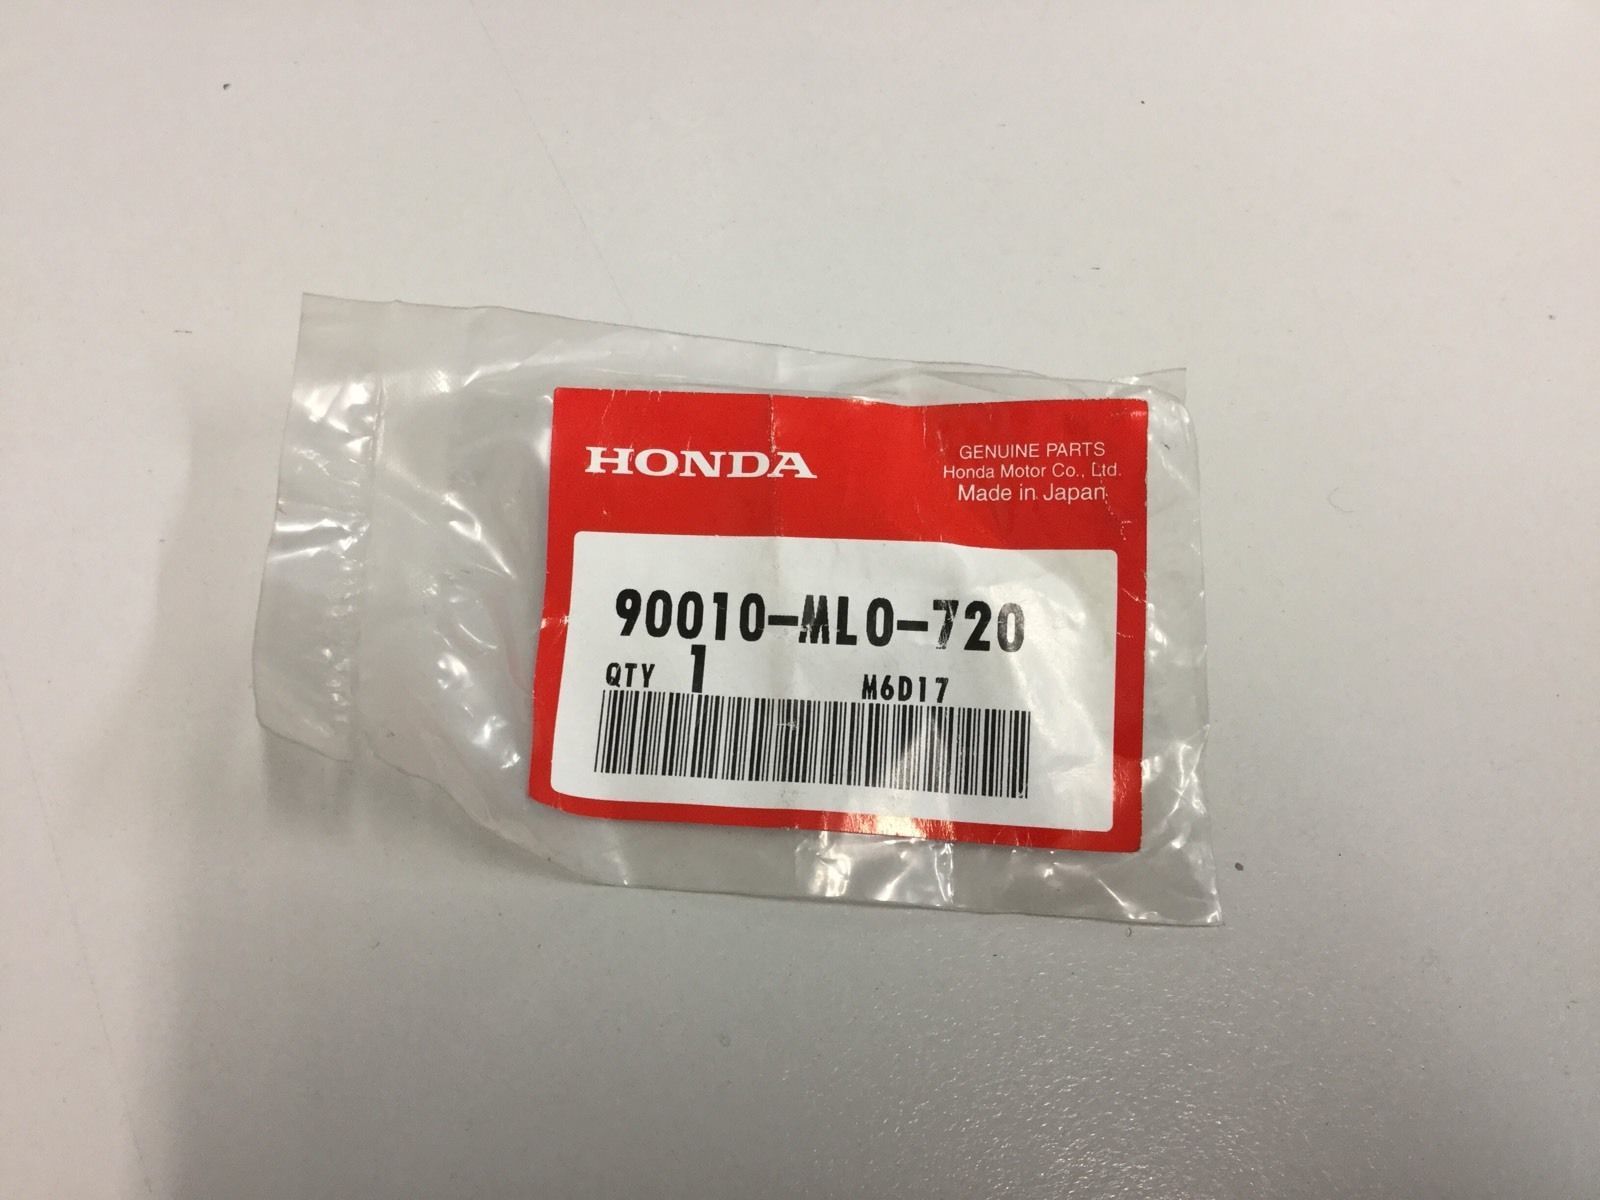 HONDA
GENUINE PARTS
Honda Motor Co., Ltd.
Made in Japan
90010-ML0-720
QTY 1 M6D17